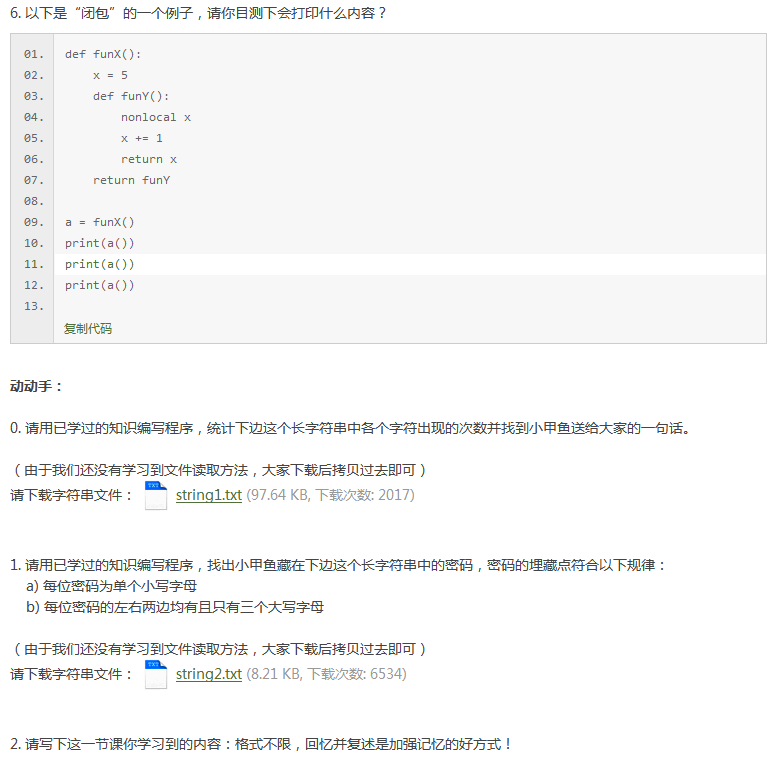 6. 以下是“闭包”的一个例子，请你目测下会打印什么内容？
01. def funX():
02.     x = 5
03.     def funY():
04.         nonlocal x
05.         x += 1
06.         return x
07.     return funY
08.
09. a = funX()
10. print(a())
11. print(a())
12. print(a())
13.
复制代码
动动手：
0. 请用已学过的知识编写程序，统计下边这个长字符串中各个字符出现的次数并找到小甲鱼送给大家的一句话。
（由于我们还没有学习到文件读取方法，大家下载后拷贝过去即可）
请下载字符串文件： TXT string1.txt (97.64 KB, 下载次数: 2017)
1. 请用已学过的知识编写程序，找出小甲鱼藏在下边这个长字符串中的密码，密码的埋藏点符合以下规律：
a) 每位密码为单个小写字母
b) 每位密码的左右两边均有且只有三个大写字母
（由于我们还没有学习到文件读取方法，大家下载后拷贝过去即可）
请下载字符串文件： TXT string2.txt (8.21 KB, 下载次数: 6534)
2. 请写下这一节课你学习到的内容：格式不限，回忆并复述是加强记忆的好方式！